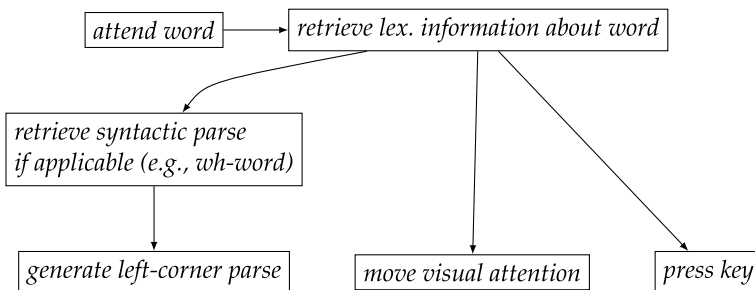 attend word
retrieve lex. information about word
retrieve syntactic parse
if applicable (e.g., wh-word)
generate left-corner parse
move visual attention
press key